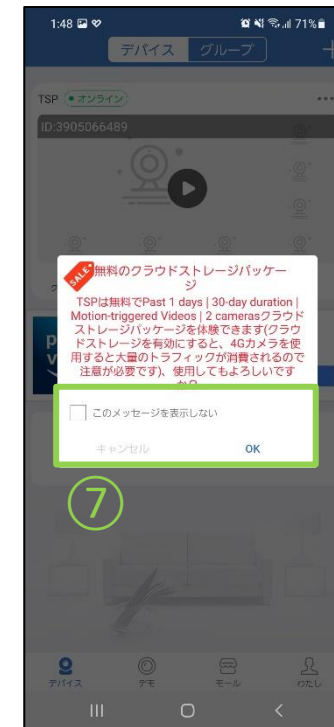 1:48 71%
デバイス グループ
TSP オンライン
ID:3905066489
SALE
無料のクラウドストレージパッケー
ジ
TSPは無料でPast 1 days | 30-day duration |
Motion-triggered Videos | 2 camerasクラウド
ストレージパッケージを体験できます(クラウ
ドストレージを有効にすると、4Gカメラを使
用すると大量のトラフィックが消費されるので
注意が必要です)、使用してもよろしいです
このメッセージを表示しない
キャンセル OK
⑦
デバイス デモ モール わたし